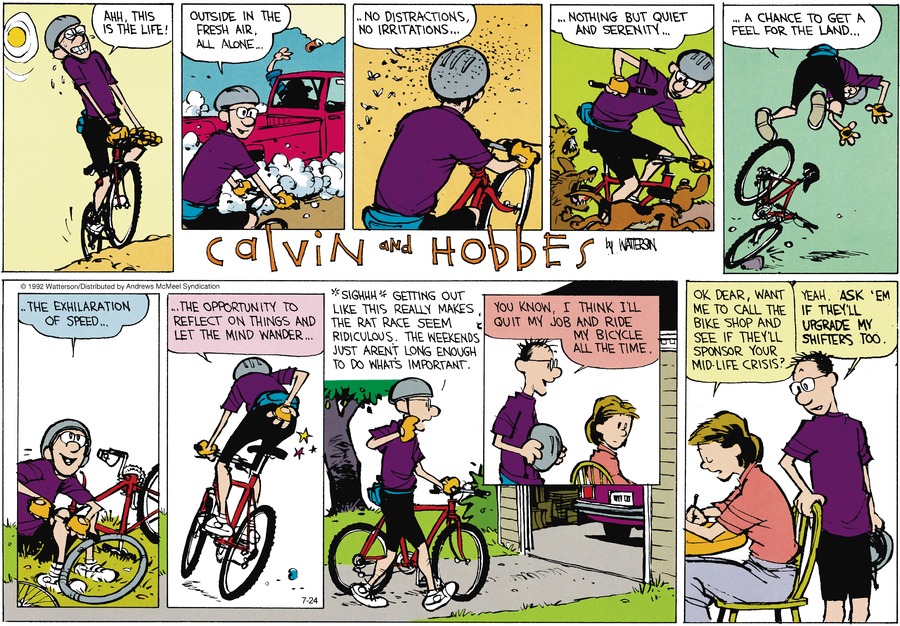 AHH, THIS
IS THE LIFE!
OUTSIDE IN THE
FRESH AIR,
ALL ALONE...
..NO DISTRACTIONS,
NO IRRITATIONS...
...NOTHING BUT QUIET
AND SERENITY...
...A CHANCE TO GET A
FEEL FOR THE LAND...
CALVIN and HOBBES
by WATTERSON
© 1992 Watterson/Distributed by Andrews McMeel Syndication
..THE EXHILARATION
OF SPEED...
...THE OPPORTUNITY TO
REFLECT ON THINGS AND
LET THE MIND WANDER...
7-24
*SIGHHH* GETTING OUT
LIKE THIS REALLY MAKES
THE RAT RACE SEEM
RIDICULOUS. THE WEEKENDS
JUST AREN'T LONG ENOUGH
TO DO WHAT'S IMPORTANT.
YOU KNOW, I THINK I'LL
QUIT MY JOB AND RIDE
MY BICYCLE
ALL THE TIME.
OK DEAR, WANT
ME TO CALL THE
BIKE SHOP AND
SEE IF THEY'LL
SPONSOR YOUR
MID-LIFE CRISIS?
YEAH. ASK 'EM
IF THEY'LL
UPGRADE MY
SHIFTERS TOO.